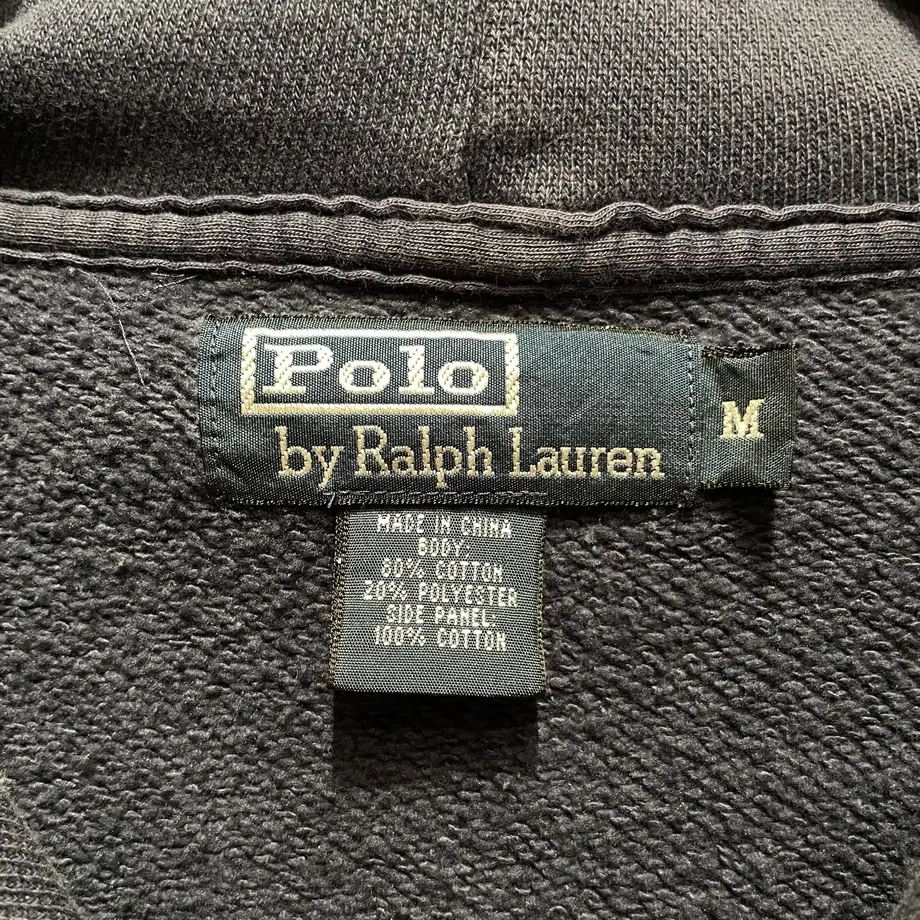 Polo
by Ralph Lauren
M
MADE IN CHINA
BODY:
80% COTTON
20% POLYESTER
SIDE PANEL:
100% COTTON